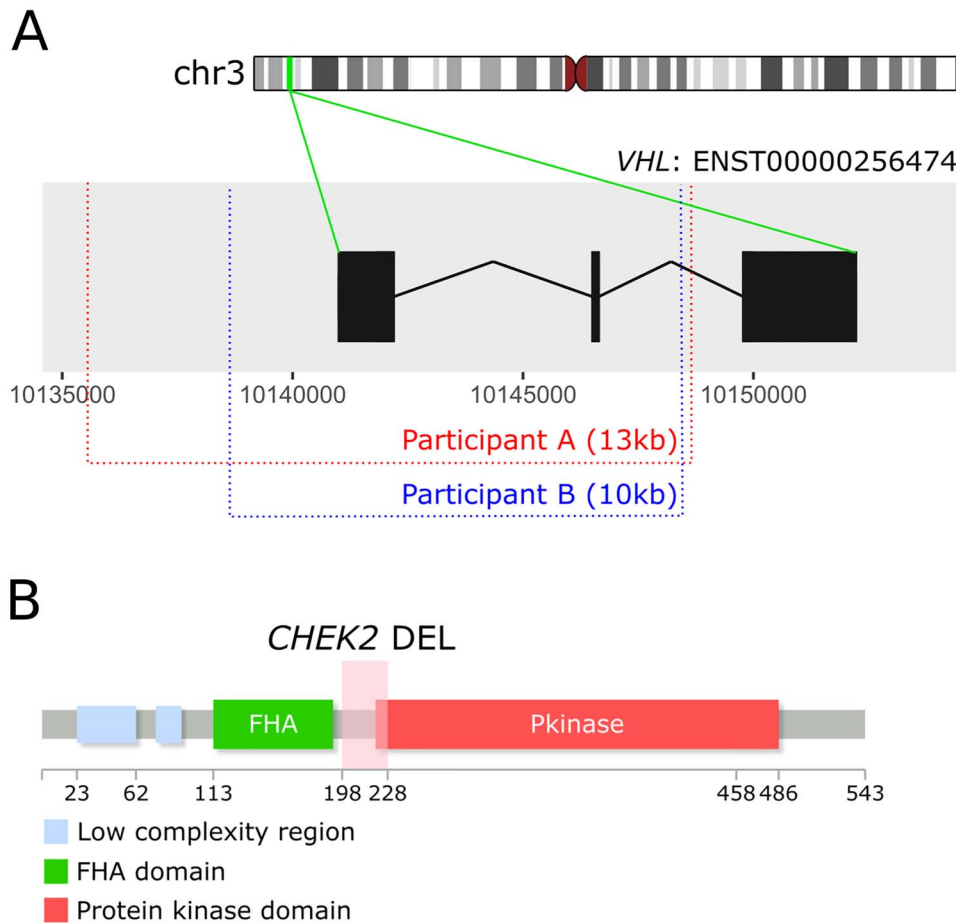 A
chr3
VHL: ENST00000256474
10135000 10140000 10145000 10150000
Participant A (13kb)
Participant B (10kb)
B
CHEK2 DEL
FHA Pkinase
23 62 113 198 228 458 486 543
Low complexity region
FHA domain
Protein kinase domain